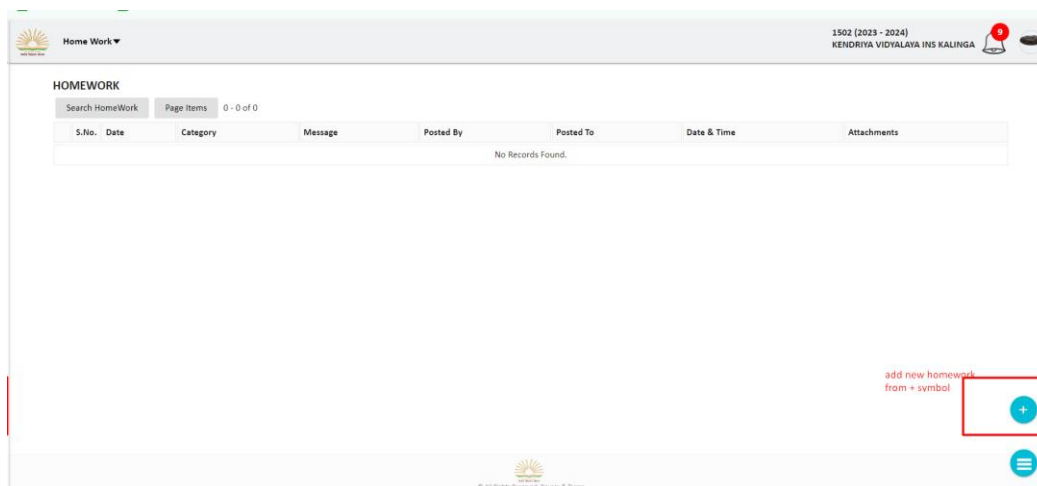 Home Work▼
1502 (2023 - 2024)
KENDRIYA VIDYALAYA INS KALINGA
9
HOMEWORK
Search HomeWork Page Items 0 - 0 of 0
S.No. Date Category Message Posted By Posted To Date & Time Attachments
No Records Found.
add new homework
from + symbol
+